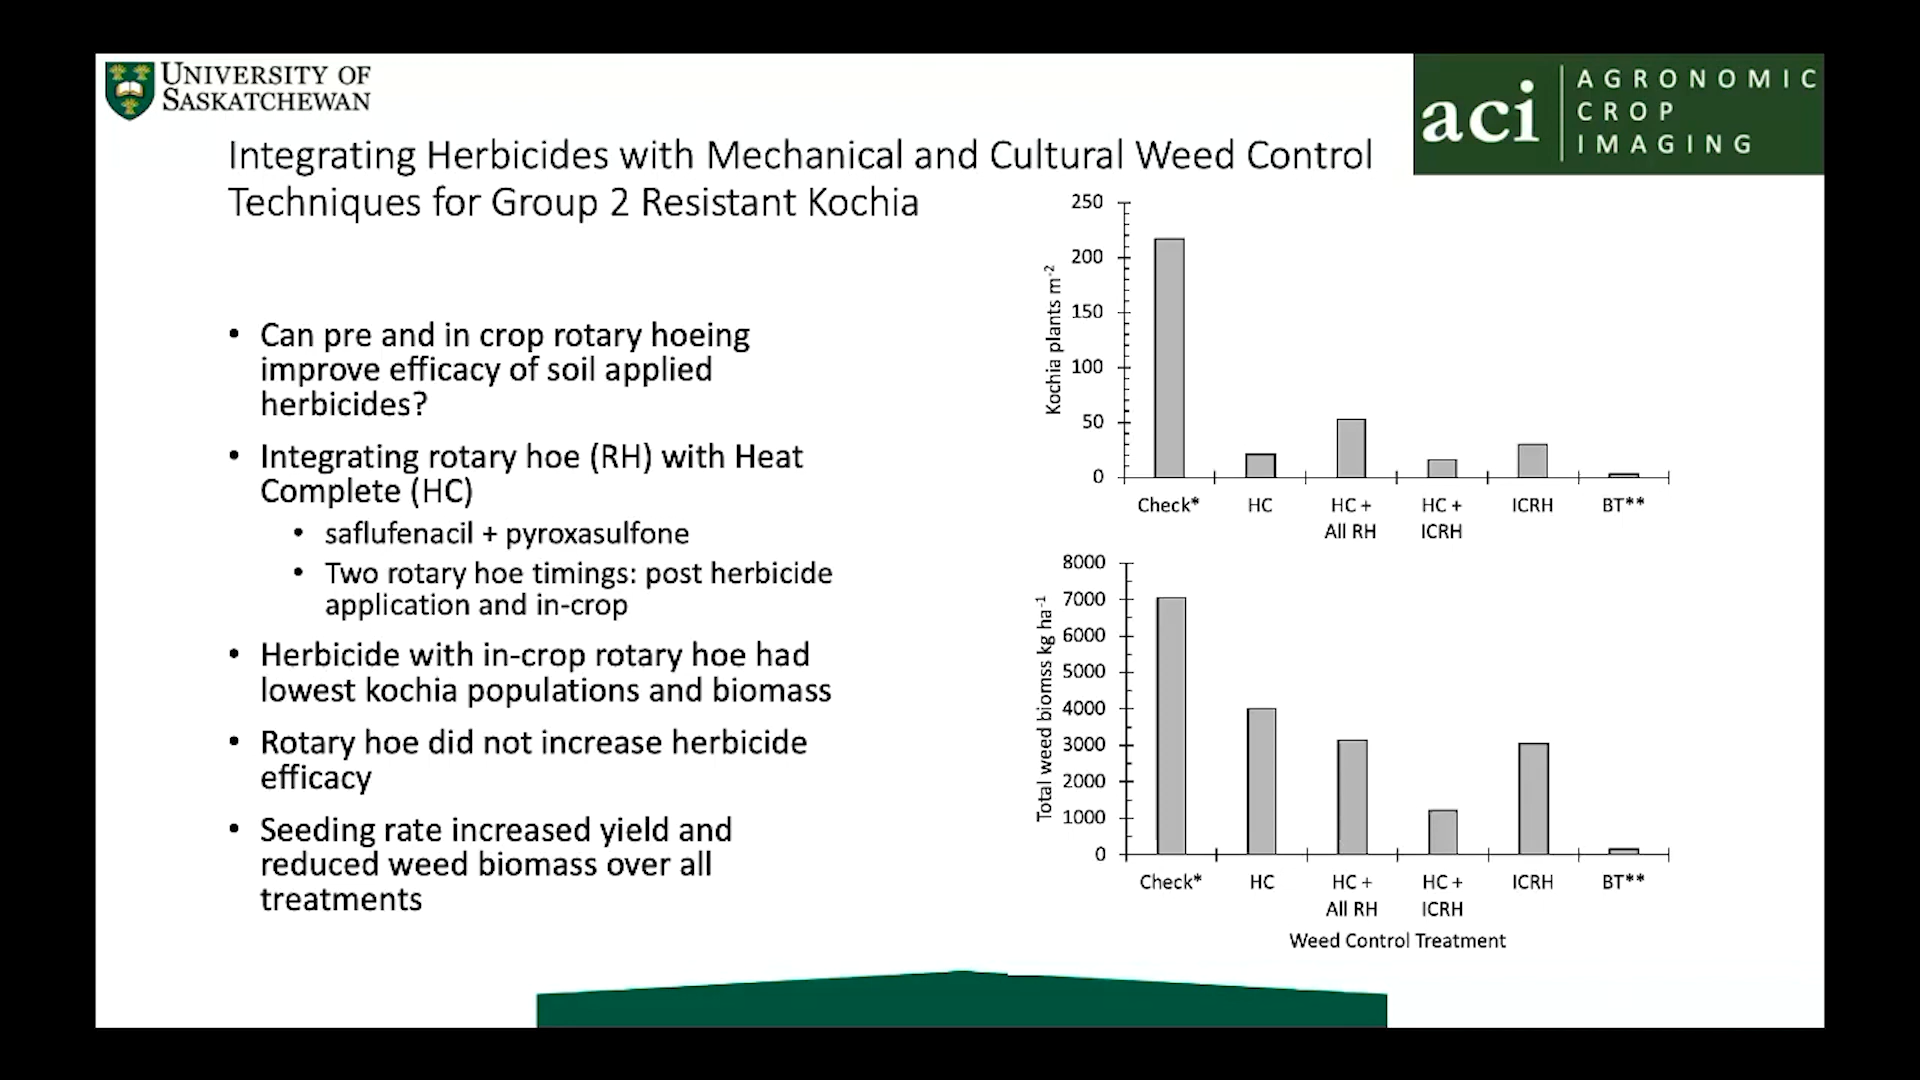 UNIVERSITY OF
SASKATCHEWAN
aci
AGRONOMIC
CROP
IMAGING
Integrating Herbicides with Mechanical and Cultural Weed Control
Techniques for Group 2 Resistant Kochia
• Can pre and in crop rotary hoeing
improve efficacy of soil applied
herbicides?
• Integrating rotary hoe (RH) with Heat
Complete (HC)
• saflufenacil + pyroxasulfone
• Two rotary hoe timings: post herbicide
application and in-crop
• Herbicide with in-crop rotary hoe had
lowest kochia populations and biomass
• Rotary hoe did not increase herbicide
efficacy
• Seeding rate increased yield and
reduced weed biomass over all
treatments
Kochia plants m⁻²
250
200
150
100
50
0
Check* HC HC + All RH HC + ICRH ICRH BT**
Total weed biomss kg ha⁻¹
8000
7000
6000
5000
4000
3000
2000
1000
0
Check* HC HC + All RH HC + ICRH ICRH BT**
Weed Control Treatment